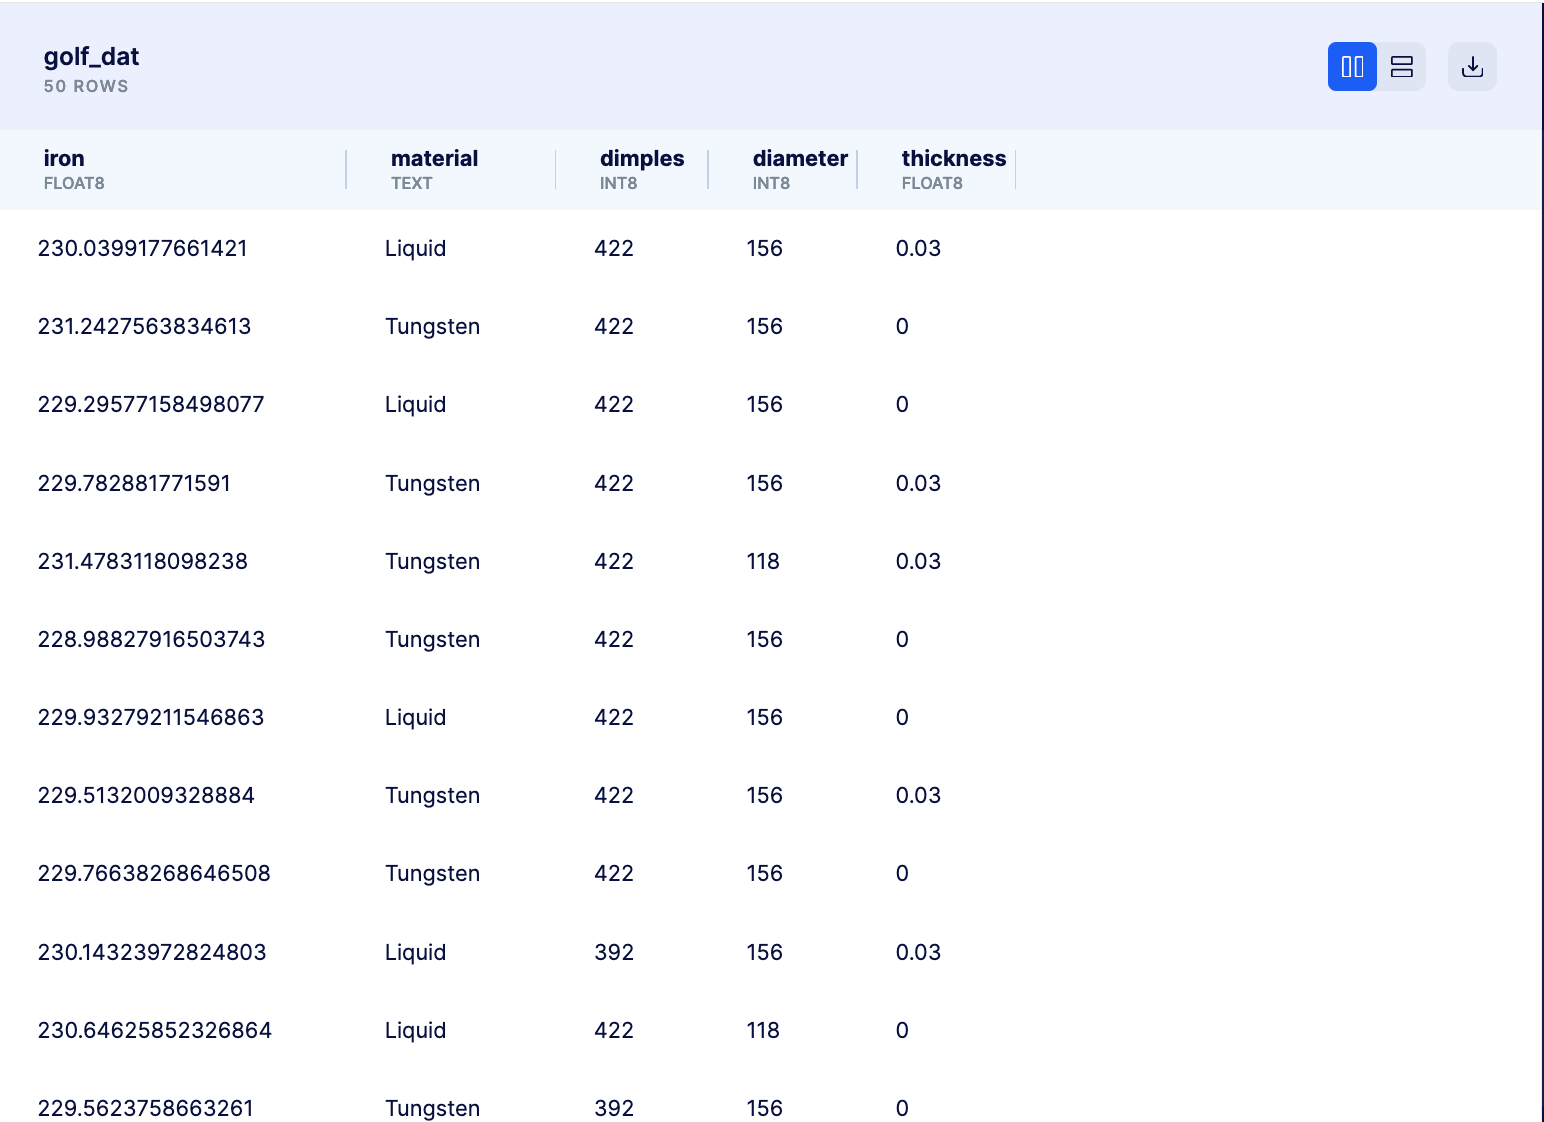 golf_dat
50 ROWS
iron material dimples diameter thickness
FLOAT8 TEXT INT8 INT8 FLOAT8
230.0399177661421 Liquid 422 156 0.03
231.2427563834613 Tungsten 422 156 0
229.29577158498077 Liquid 422 156 0
229.782881771591 Tungsten 422 156 0.03
231.4783118098238 Tungsten 422 118 0.03
228.98827916503743 Tungsten 422 156 0
229.93279211546863 Liquid 422 156 0
229.5132009328884 Tungsten 422 156 0.03
229.76638268646508 Tungsten 422 156 0
230.14323972824803 Liquid 392 156 0.03
230.64625852326864 Liquid 422 118 0
229.5623758663261 Tungsten 392 156 0